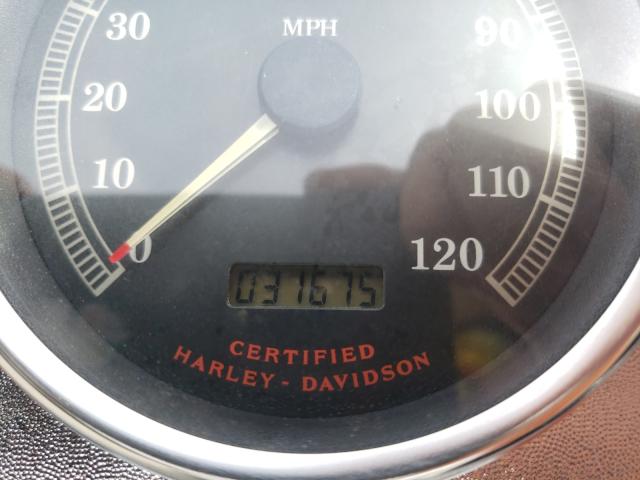 30 MPH 90
20 100
10 110
0 120
031675
CERTIFIED
HARLEY - DAVIDSON